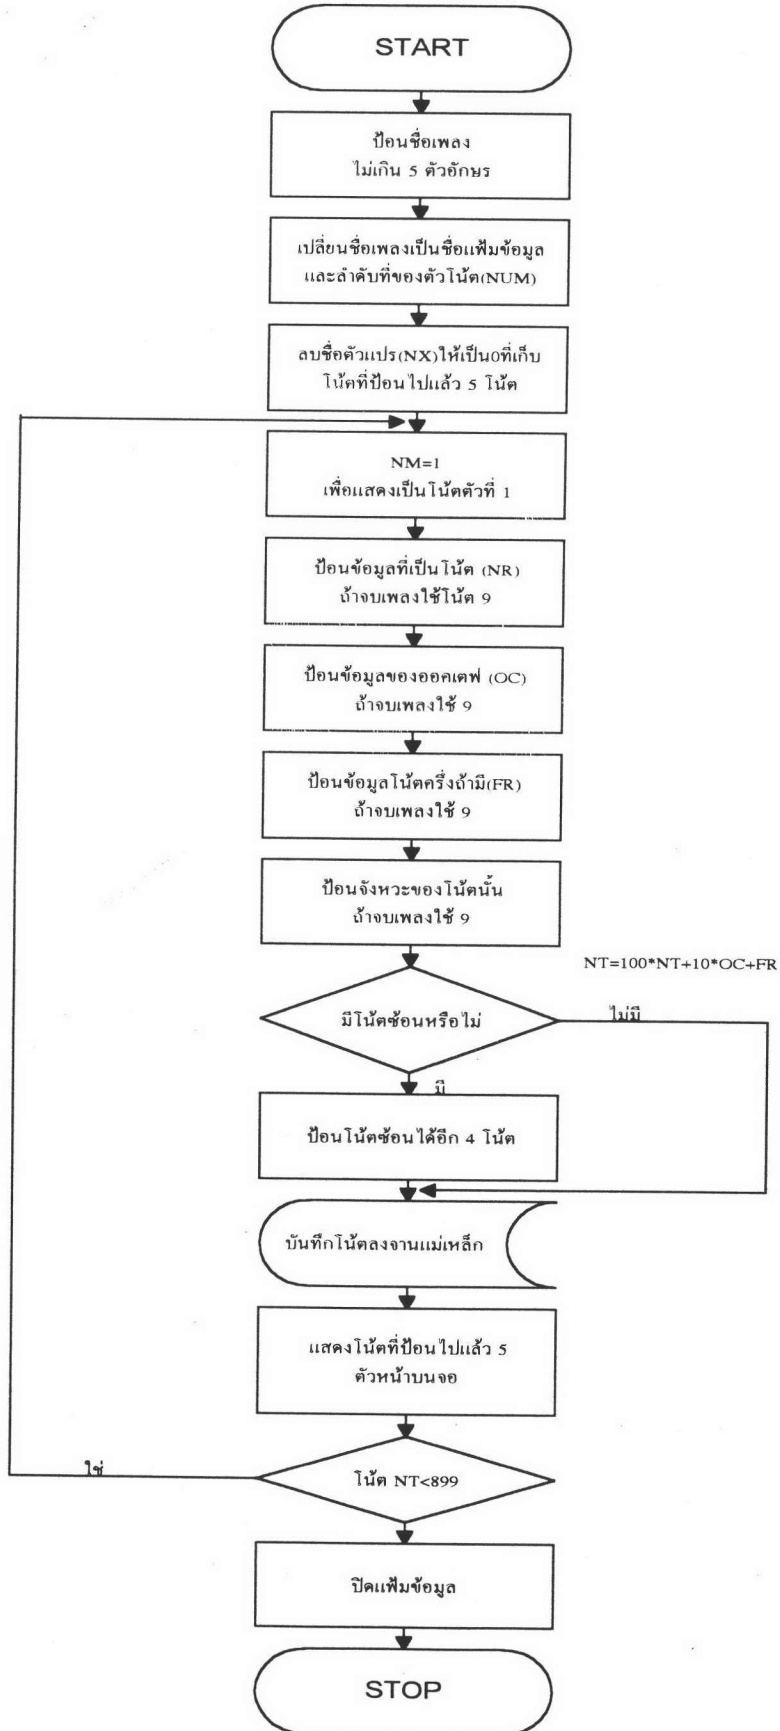 START
ป้อนชื่อเพลง
ไม่เกิน 5 ตัวอักษร
เปลี่ยนชื่อเพลงเป็นชื่อแฟ้มข้อมูล
และลำดับที่ของตัวโน้ต(NUM)
ลบชื่อตัวแปร(NX)ให้เป็น0ที่เก็บ
โน้ตที่ป้อนไปแล้ว 5 โน้ต
NM=1
เพื่อแสดงเป็นโน้ตตัวที่ 1
ป้อนข้อมูลที่เป็นโน้ต (NR)
ถ้าจบเพลงใช้โน้ต 9
ป้อนข้อมูลของออคเตฟ (OC)
ถ้าจบเพลงใช้ 9
ป้อนข้อมูลโน้ตครึ่งถ้ามี(FR)
ถ้าจบเพลงใช้ 9
ป้อนจังหวะของโน้ตนั้น
ถ้าจบเพลงใช้ 9
NT=100*NT+10*OC+FR
มีโน้ตซ้อนหรือไม่
ไม่มี
มี
ป้อนโน้ตซ้อนได้อีก 4 โน้ต
บันทึกโน้ตลงจานแม่เหล็ก
แสดงโน้ตที่ป้อนไปแล้ว 5
ตัวหน้าบนจอ
ใช่
โน้ต NT<899
ปิดแฟ้มข้อมูล
STOP